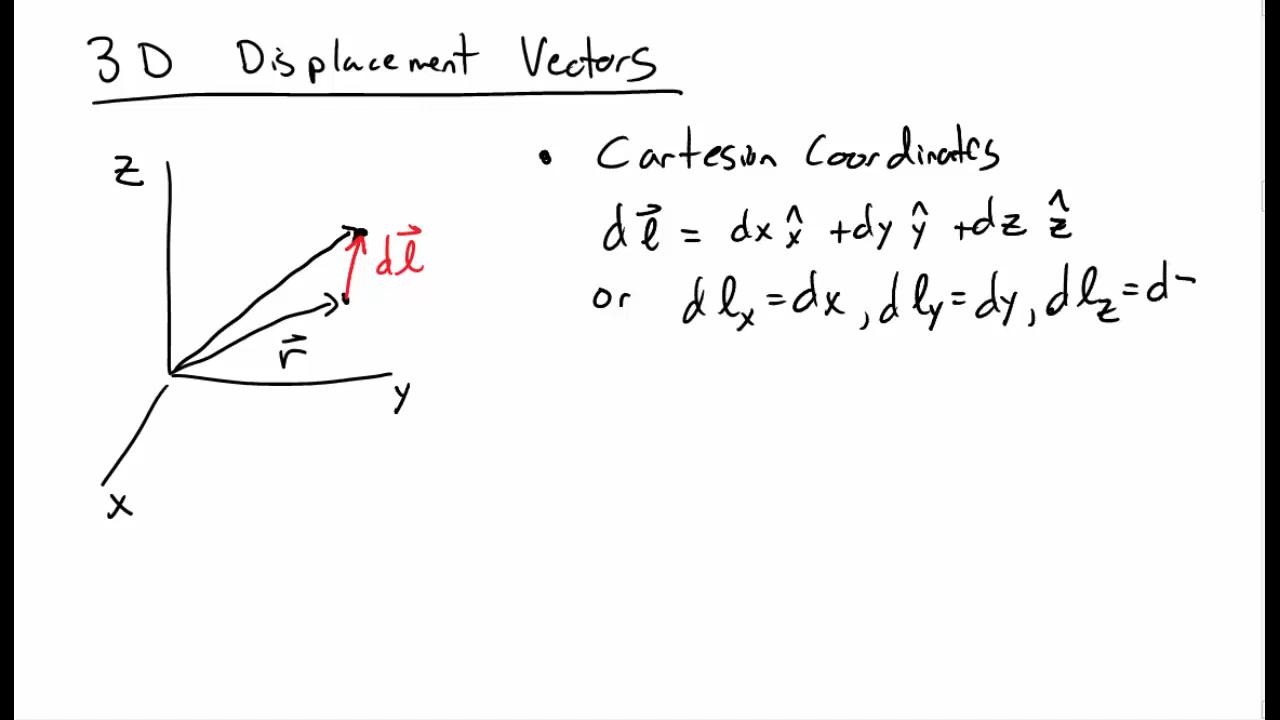 3D Displacement Vectors
z
y
x
r⃗
dℓ⃗
• Cartesian Coordinates
dℓ⃗ = dx x̂ + dy ŷ + dz ẑ
or dℓx = dx, dℓy = dy, dℓz = d